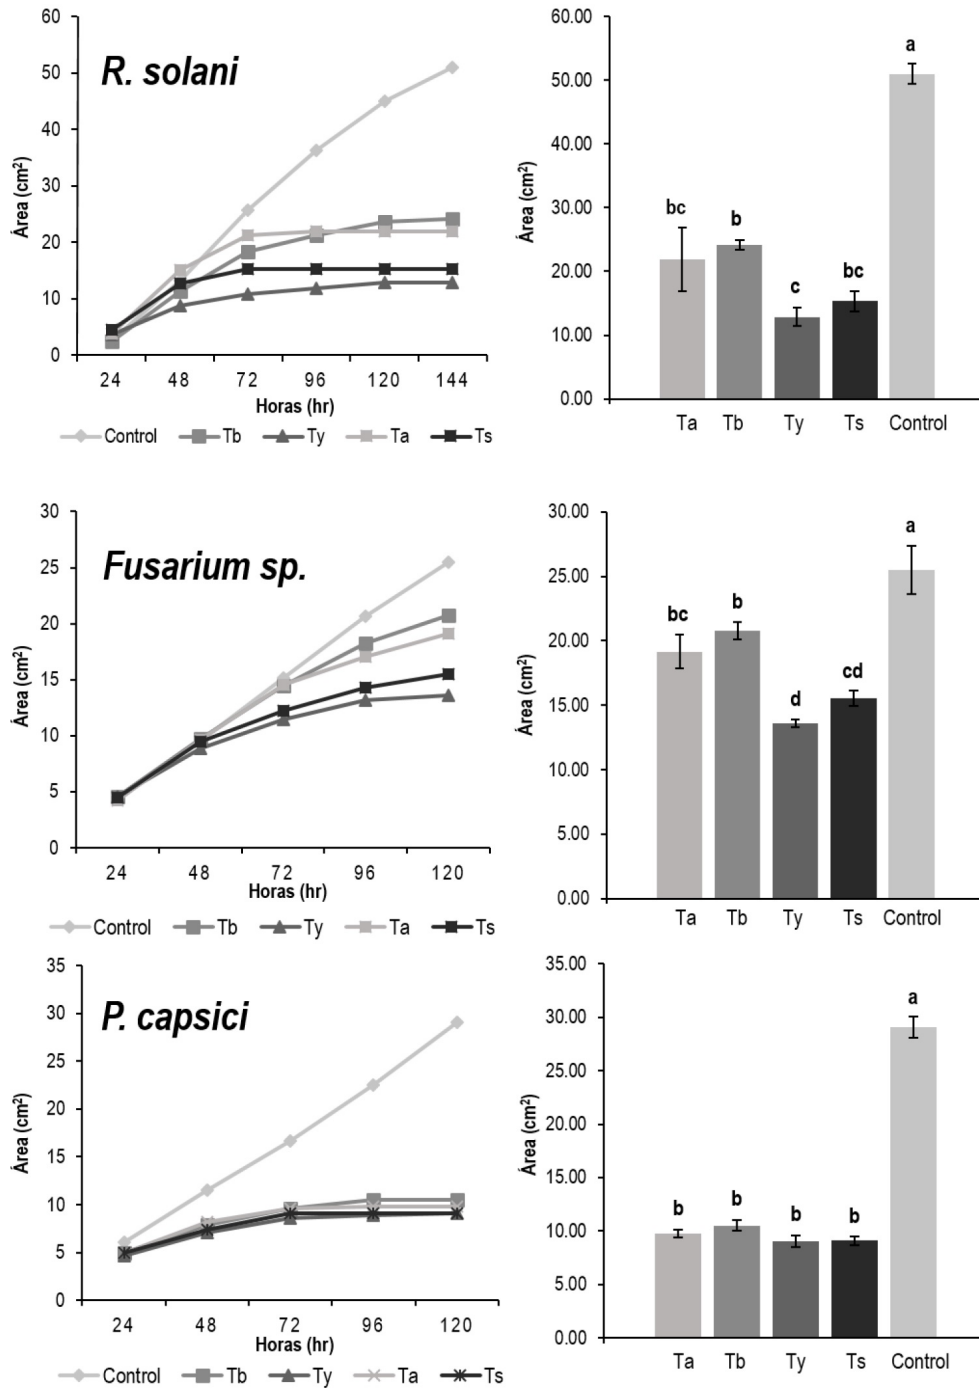 R. solani
Área (cm²)
60
50
40
30
20
10
0
24 48 72 96 120 144
Horas (hr)
Control Tb Ty Ta Ts
Área (cm²)
60.00
50.00
40.00
30.00
20.00
10.00
0.00
bc b c bc a
Ta Tb Ty Ts Control
Fusarium sp.
Área (cm²)
30
25
20
15
10
5
0
24 48 72 96 120
Horas (hr)
Control Tb Ty Ta Ts
Área (cm²)
30.00
25.00
20.00
15.00
10.00
5.00
0.00
bc b d cd a
Ta Tb Ty Ts Control
P. capsici
Área (cm²)
35
30
25
20
15
10
5
0
24 48 72 96 120
Horas (hr)
Control Tb Ty Ta Ts
Área (cm²)
35.00
30.00
25.00
20.00
15.00
10.00
5.00
0.00
b b b b a
Ta Tb Ty Ts Control